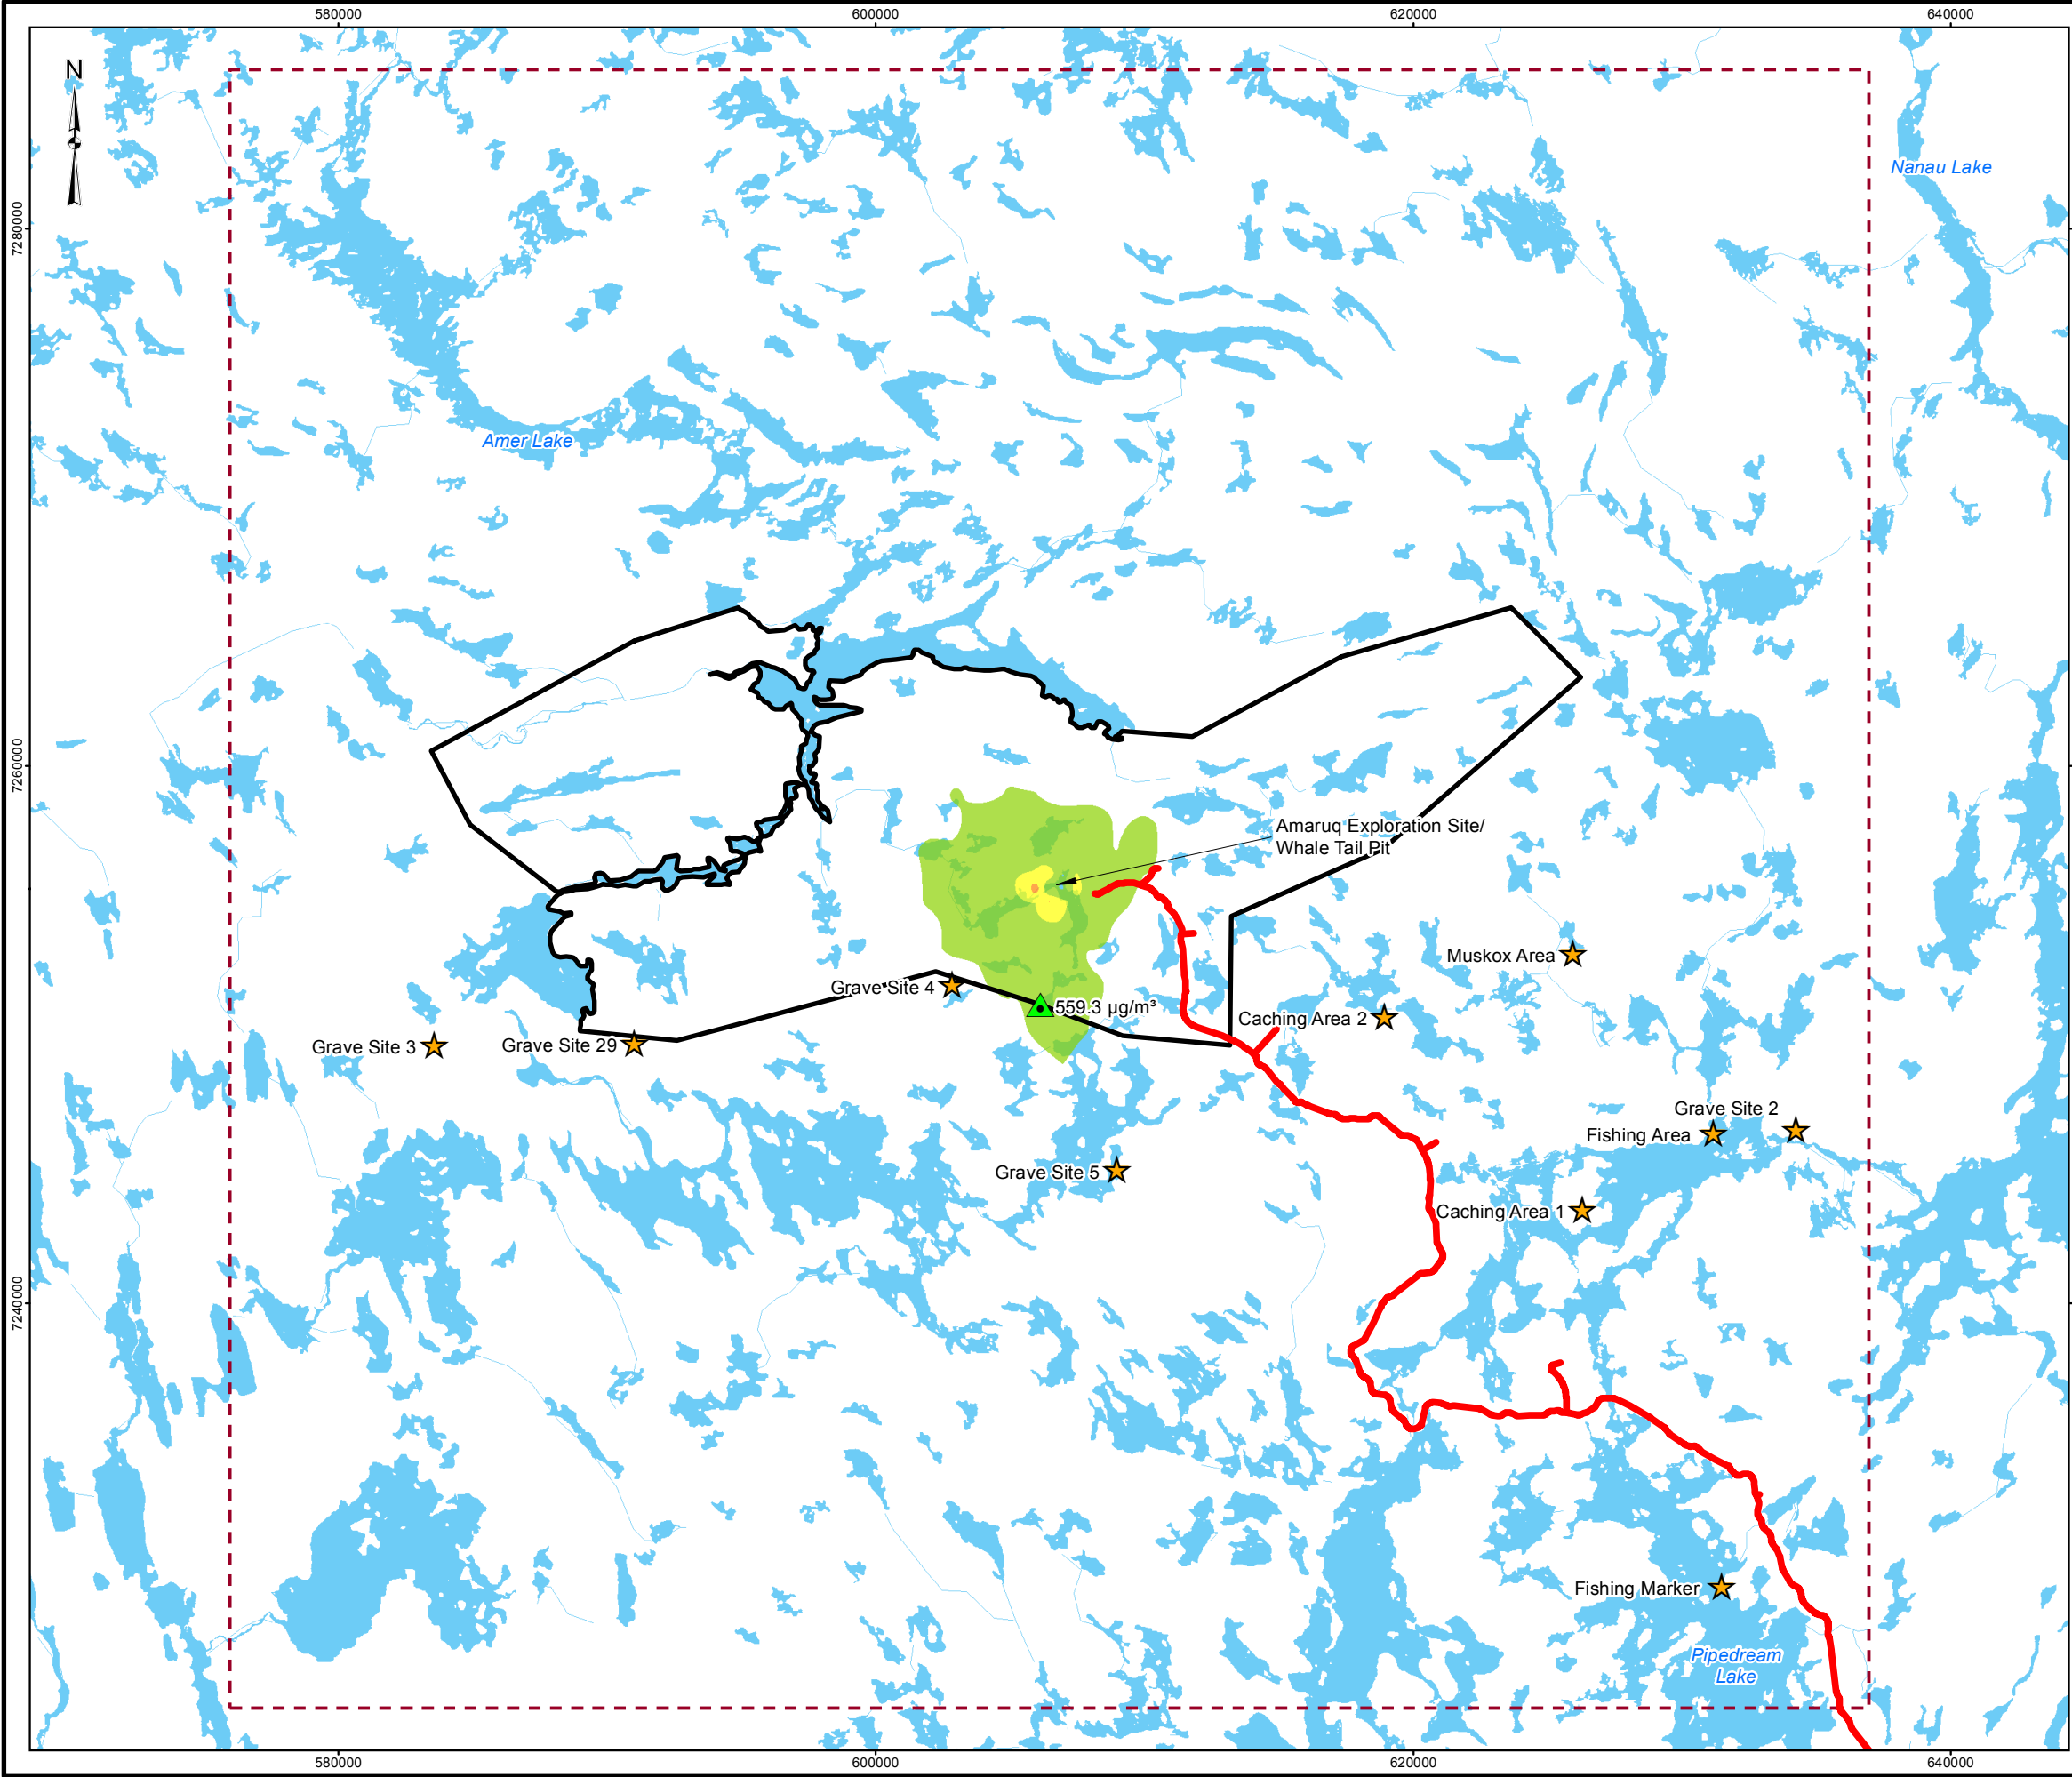 580000
600000
620000
640000
N
Nanau Lake
7280000
Amer Lake
7260000
Amaruq Exploration Site/
Whale Tail Pit
Muskox Area
Grave Site 4
559.3 µg/m³
Caching Area 2
Grave Site 3
Grave Site 29
Grave Site 2
Fishing Area
Grave Site 5
Caching Area 1
7240000
Fishing Marker
Pipedream
Lake
580000
600000
620000
640000